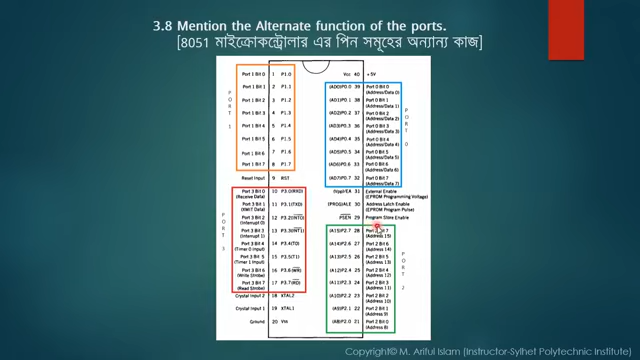 3.8 Mention the Alternate function of the ports.
[8051 মাইক্রোকন্ট্রোলার এর পিন সমূহের অন্যান্য কাজ]
Port 1 Bit 0 1 P1.0 Vcc 40 +5V
Port 1 Bit 1 2 P1.1 (AD0)P0.0 39 Port 0 Bit 0
(Address/Data 0)
Port 1 Bit 2 3 P1.2 (AD1)P0.1 38 Port 0 Bit 1
(Address/Data 1)
Port 1 Bit 3 4 P1.3 (AD2)P0.2 37 Port 0 Bit 2
(Address/Data 2)
Port 1 Bit 4 5 P1.4 (AD3)P0.3 36 Port 0 Bit 3
(Address/Data 3)
Port 1 Bit 5 6 P1.5 (AD4)P0.4 35 Port 0 Bit 4
(Address/Data 4)
Port 1 Bit 6 7 P1.6 (AD5)P0.5 34 Port 0 Bit 5
(Address/Data 5)
Port 1 Bit 7 8 P1.7 (AD6)P0.6 33 Port 0 Bit 6
(Address/Data 6)
Reset Input 9 RST (AD7)P0.7 32 Port 0 Bit 7
(Address/Data 7)
Port 3 Bit 0 10 P3.0(RXD) (Vpp)/EA 31 External Enable
(Receive Data) (EPROM Programming Voltage)
Port 3 Bit 1 11 P3.1(TXD) (PROG)ALE 30 Address Latch Enable
(XMIT Data) (EPROM Program Pulse)
Port 3 Bit 2 12 P3.2(INT0) PSEN 29 Program Store Enable
(Interrupt 0)
Port 3 Bit 3 13 P3.3(INT1) (A15)P2.7 28 Port 2 Bit 7
(Interrupt 1) (Address 15)
Port 3 Bit 4 14 P3.4(T0) (A14)P2.6 27 Port 2 Bit 6
(Timer 0 Input) (Address 14)
Port 3 Bit 5 15 P3.5(T1) (A13)P2.5 26 Port 2 Bit 5
(Timer 1 Input) (Address 13)
Port 3 Bit 6 16 P3.6(WR) (A12)P2.4 25 Port 2 Bit 4
(Write Strobe) (Address 12)
Port 3 Bit 7 17 P3.7(RD) (A11)P2.3 24 Port 2 Bit 3
(Read Strobe) (Address 11)
Crystal Input 2 18 XTAL2 (A10)P2.2 23 Port 2 Bit 2
(Address 10)
Crystal Input 1 19 XTAL1 (A9)P2.1 22 Port 2 Bit 1
(Address 9)
Ground 20 Vss (A8)P2.0 21 Port 2 Bit 0
(Address 8)
PORT 1
PORT 0
PORT 3
PORT 2
Copyright© M. Ariful Islam (Instructor-Sylhet Polytechnic Institute)